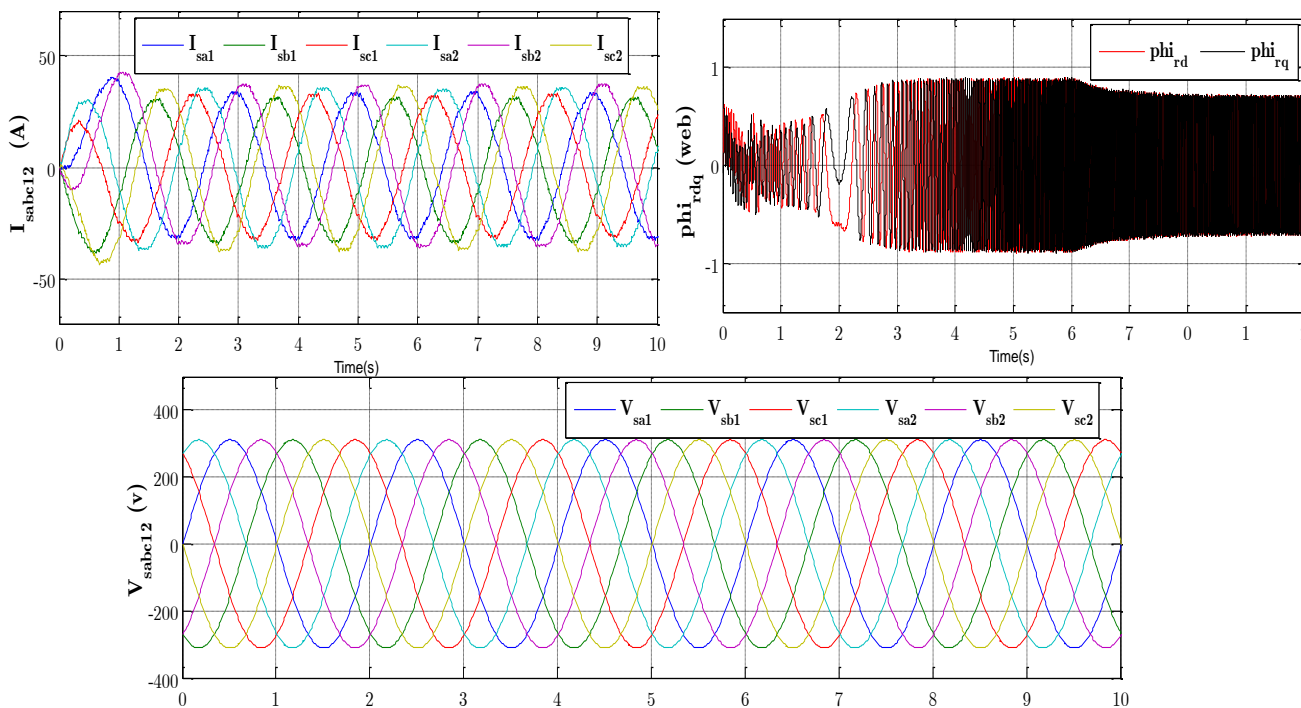 I_sabc12 (A)
50
0
-50
I_sa1 I_sb1 I_sc1 I_sa2 I_sb2 I_sc2
0 1 2 3 4 5 6 7 8 9 10
Time(s)
phi_rdq (web)
1
0
-1
phi_rd phi_rq
0 1 2 3 4 5 6 7 0 1
Time(s)
V_sabc12 (v)
400
200
0
-200
-400
V_sa1 V_sb1 V_sc1 V_sa2 V_sb2 V_sc2
0 1 2 3 4 5 6 7 8 9 10